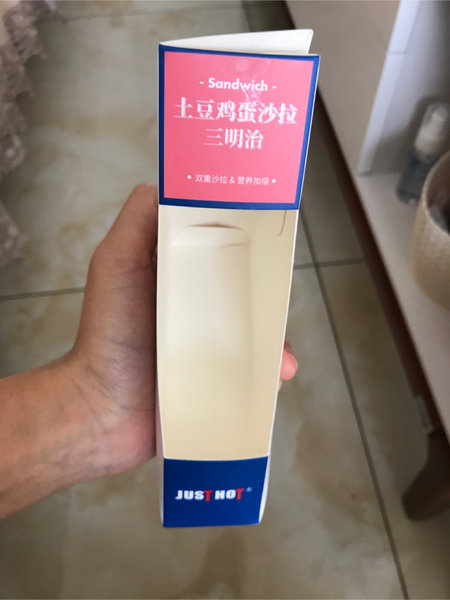 - Sandwich -
土豆鸡蛋沙拉
三明治
• 双重沙拉 & 营养加倍 •
JUST HOT®